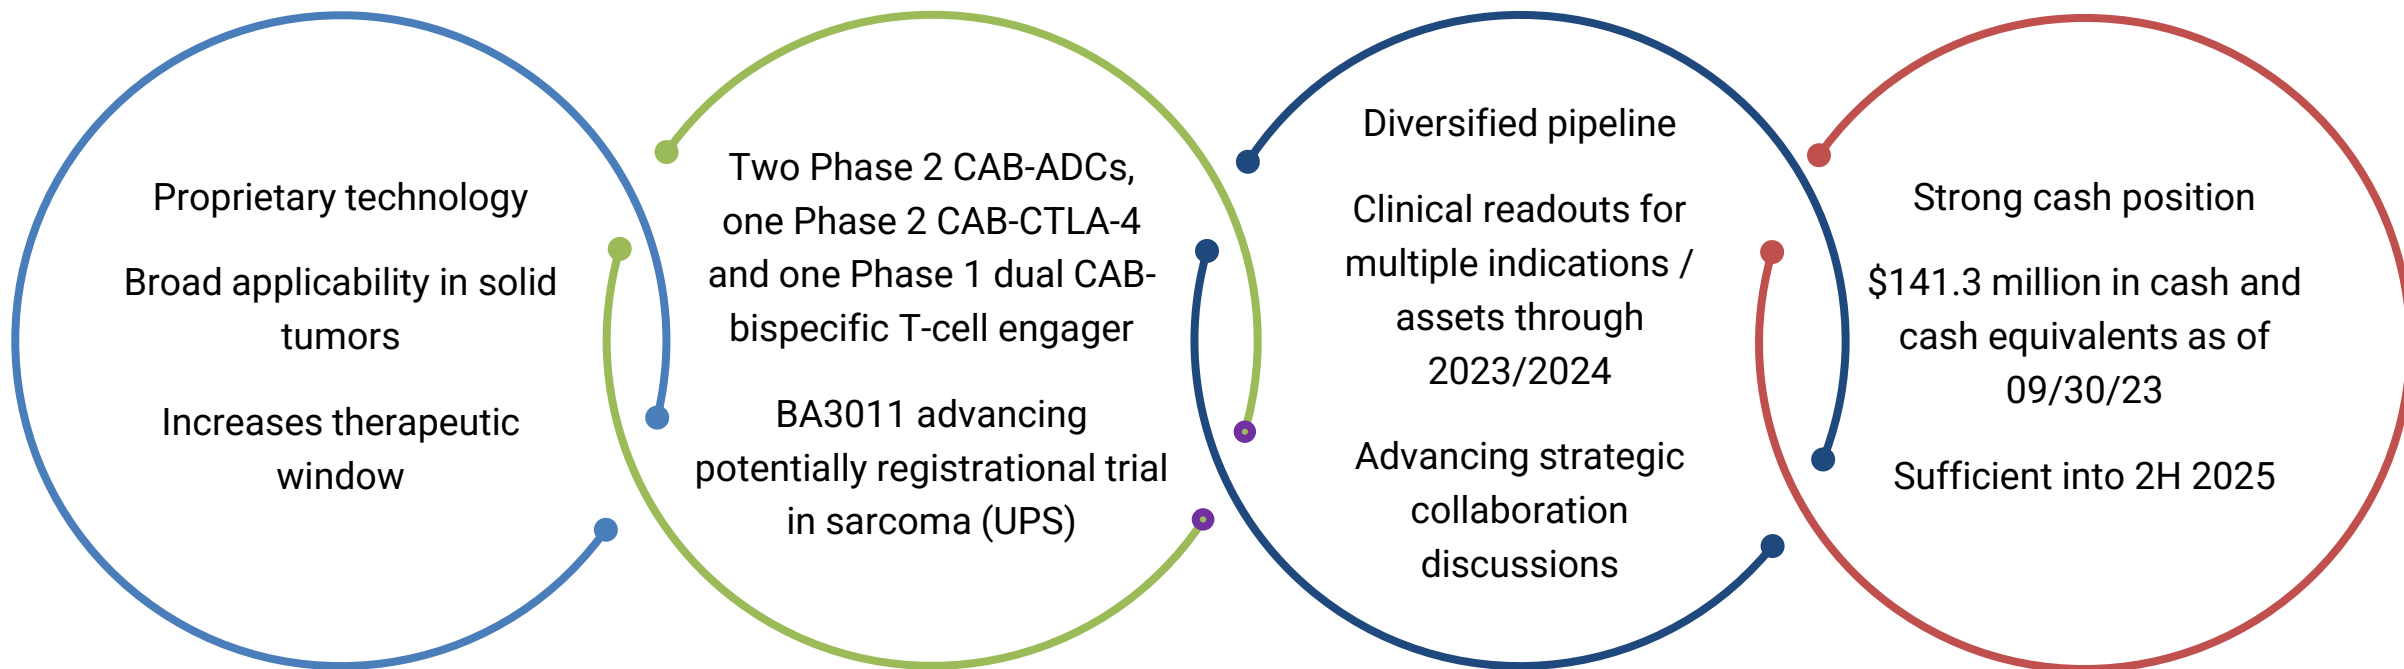 Proprietary technology
Broad applicability in solid
tumors
Increases therapeutic
window
Two Phase 2 CAB-ADCs,
one Phase 2 CAB-CTLA-4
and one Phase 1 dual CAB-
bispecific T-cell engager
BA3011 advancing
potentially registrational trial
in sarcoma (UPS)
Diversified pipeline
Clinical readouts for
multiple indications /
assets through
2023/2024
Advancing strategic
collaboration
discussions
Strong cash position
$141.3 million in cash and
cash equivalents as of
09/30/23
Sufficient into 2H 2025